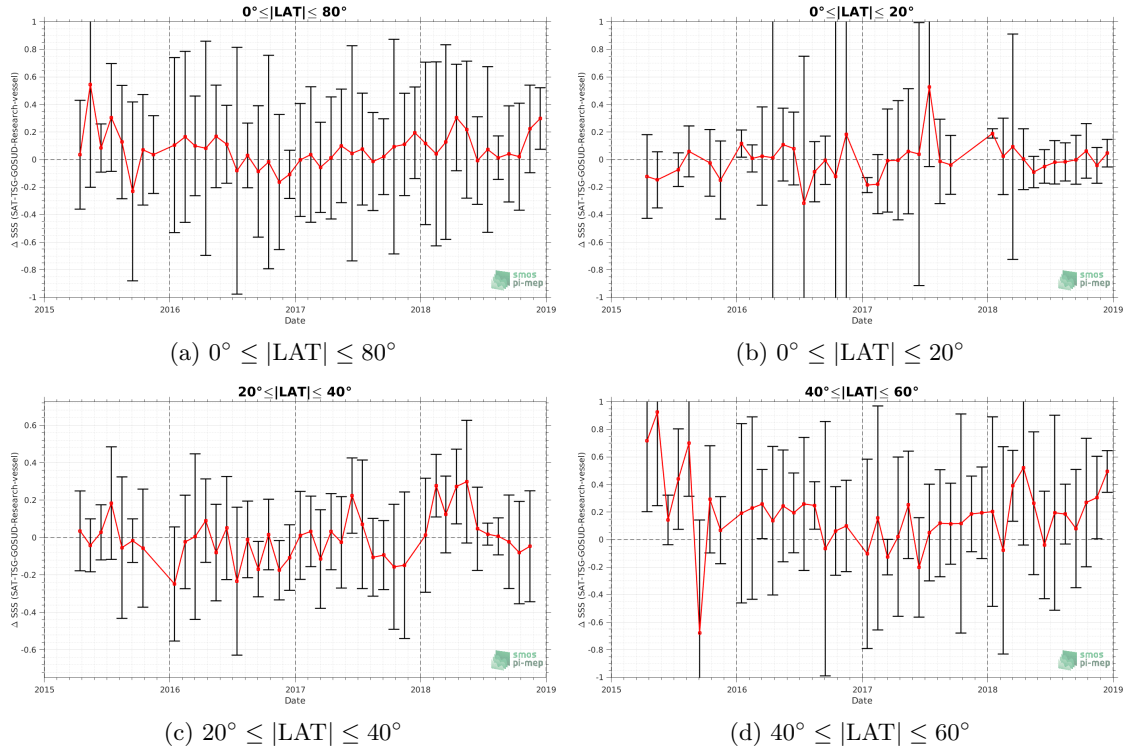 0°≤|LAT|≤ 80°
Δ SSS (SAT-TSG-GOSUD-Research-vessel)
1
0.8
0.6
0.4
0.2
0
-0.2
-0.4
-0.6
-0.8
-1
2015
2016
2017
2018
2019
Date
smos
pi-mep
(a) 0° ≤ |LAT| ≤ 80°
0°≤|LAT|≤ 20°
Δ SSS (SAT-TSG-GOSUD-Research-vessel)
1
0.8
0.6
0.4
0.2
0
-0.2
-0.4
-0.6
-0.8
-1
2015
2016
2017
2018
2019
Date
smos
pi-mep
(b) 0° ≤ |LAT| ≤ 20°
20°≤|LAT|≤ 40°
Δ SSS (SAT-TSG-GOSUD-Research-vessel)
0.6
0.4
0.2
0
-0.2
-0.4
-0.6
2015
2016
2017
2018
2019
Date
smos
pi-mep
(c) 20° ≤ |LAT| ≤ 40°
40°≤|LAT|≤ 60°
Δ SSS (SAT-TSG-GOSUD-Research-vessel)
1
0.8
0.6
0.4
0.2
0
-0.2
-0.4
-0.6
-0.8
-1
2015
2016
2017
2018
2019
Date
smos
pi-mep
(d) 40° ≤ |LAT| ≤ 60°